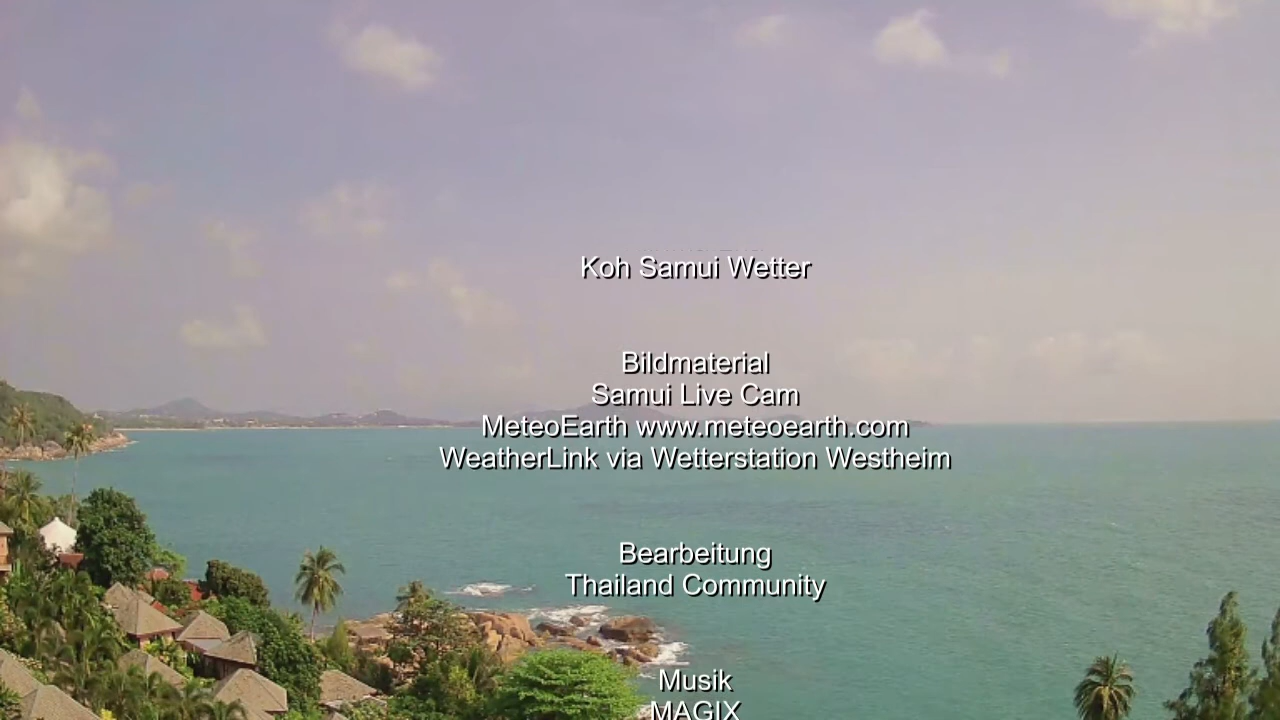 Koh Samui Wetter
Bildmaterial
Samui Live Cam
MeteoEarth www.meteoearth.com
WeatherLink via Wetterstation Westheim
Bearbeitung
Thailand Community
Musik
MAGIX